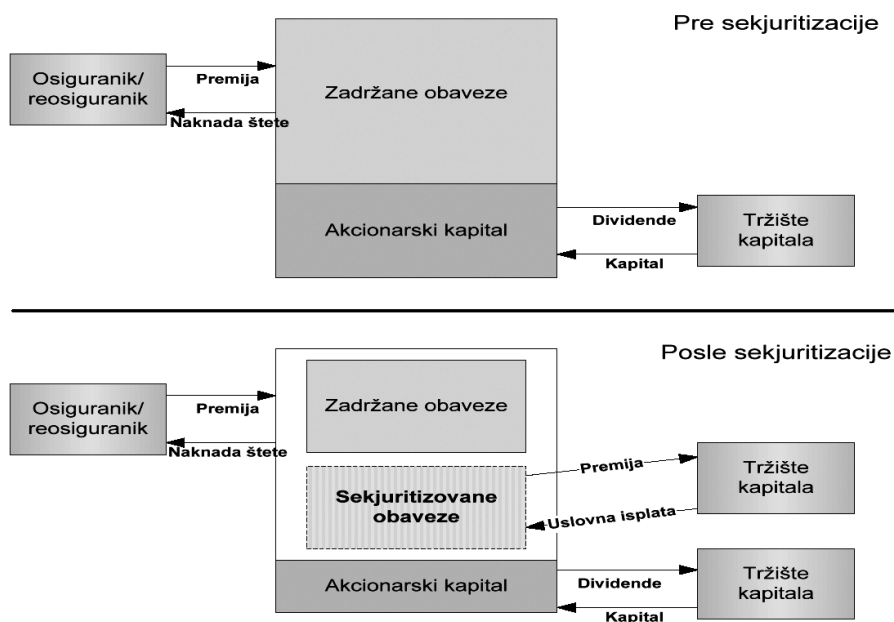 Pre sekjuritizacije
Osiguranik/
reosiguranik
Premija
Naknada štete
Zadržane obaveze
Akcionarski kapital
Dividende
Kapital
Tržište
kapitala
Posle sekjuritizacije
Osiguranik/
reosiguranik
Premija
Naknada štete
Zadržane obaveze
Sekjuritizovane
obaveze
Premija
Uslovna isplata
Tržište
kapitala
Akcionarski kapital
Dividende
Kapital
Tržište
kapitala